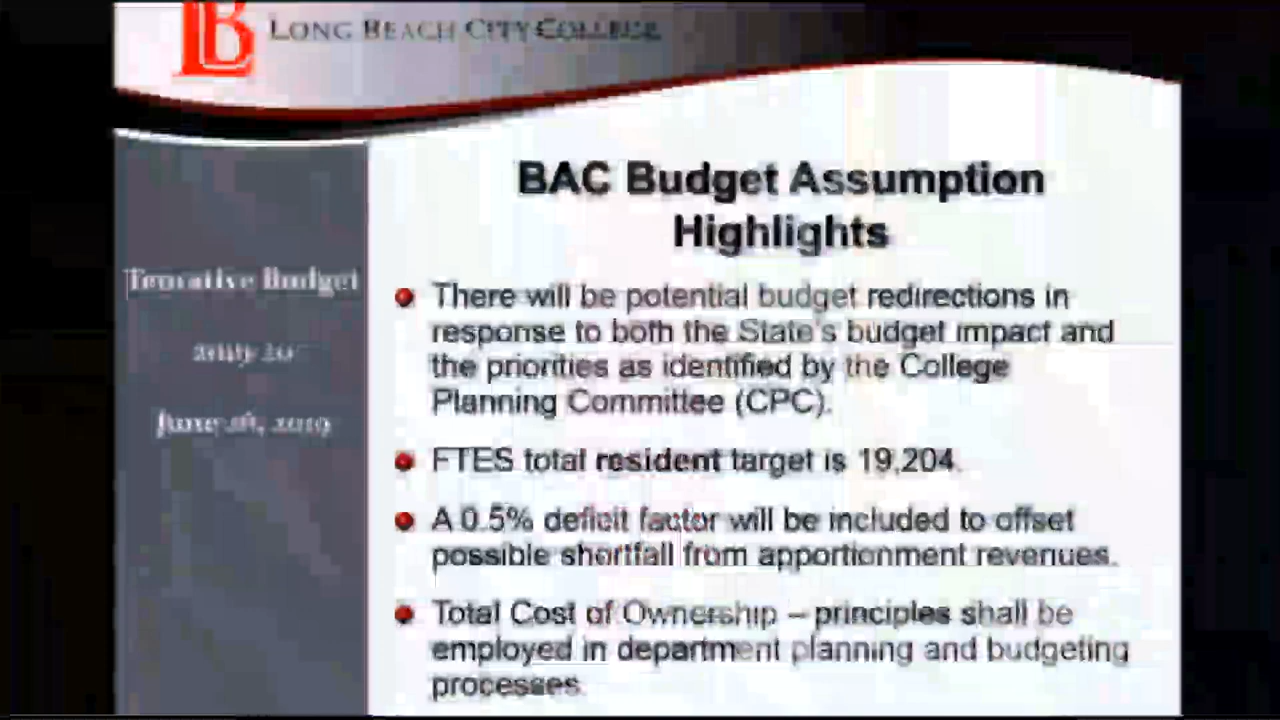 LB LONG BEACH CITY COLLEGE
BAC Budget Assumption
Highlights
Tentative Budget
There will be potential budget redirections in
response to both the State's budget impact and
the priorities as identified by the College
Planning Committee (CPC).
FTES total resident target is 19,204.
A 0.5% deficit factor will be included to offset
possible shortfall from apportionment revenues.
Total Cost of Ownership – principles shall be
employed in department planning and budgeting
processes.